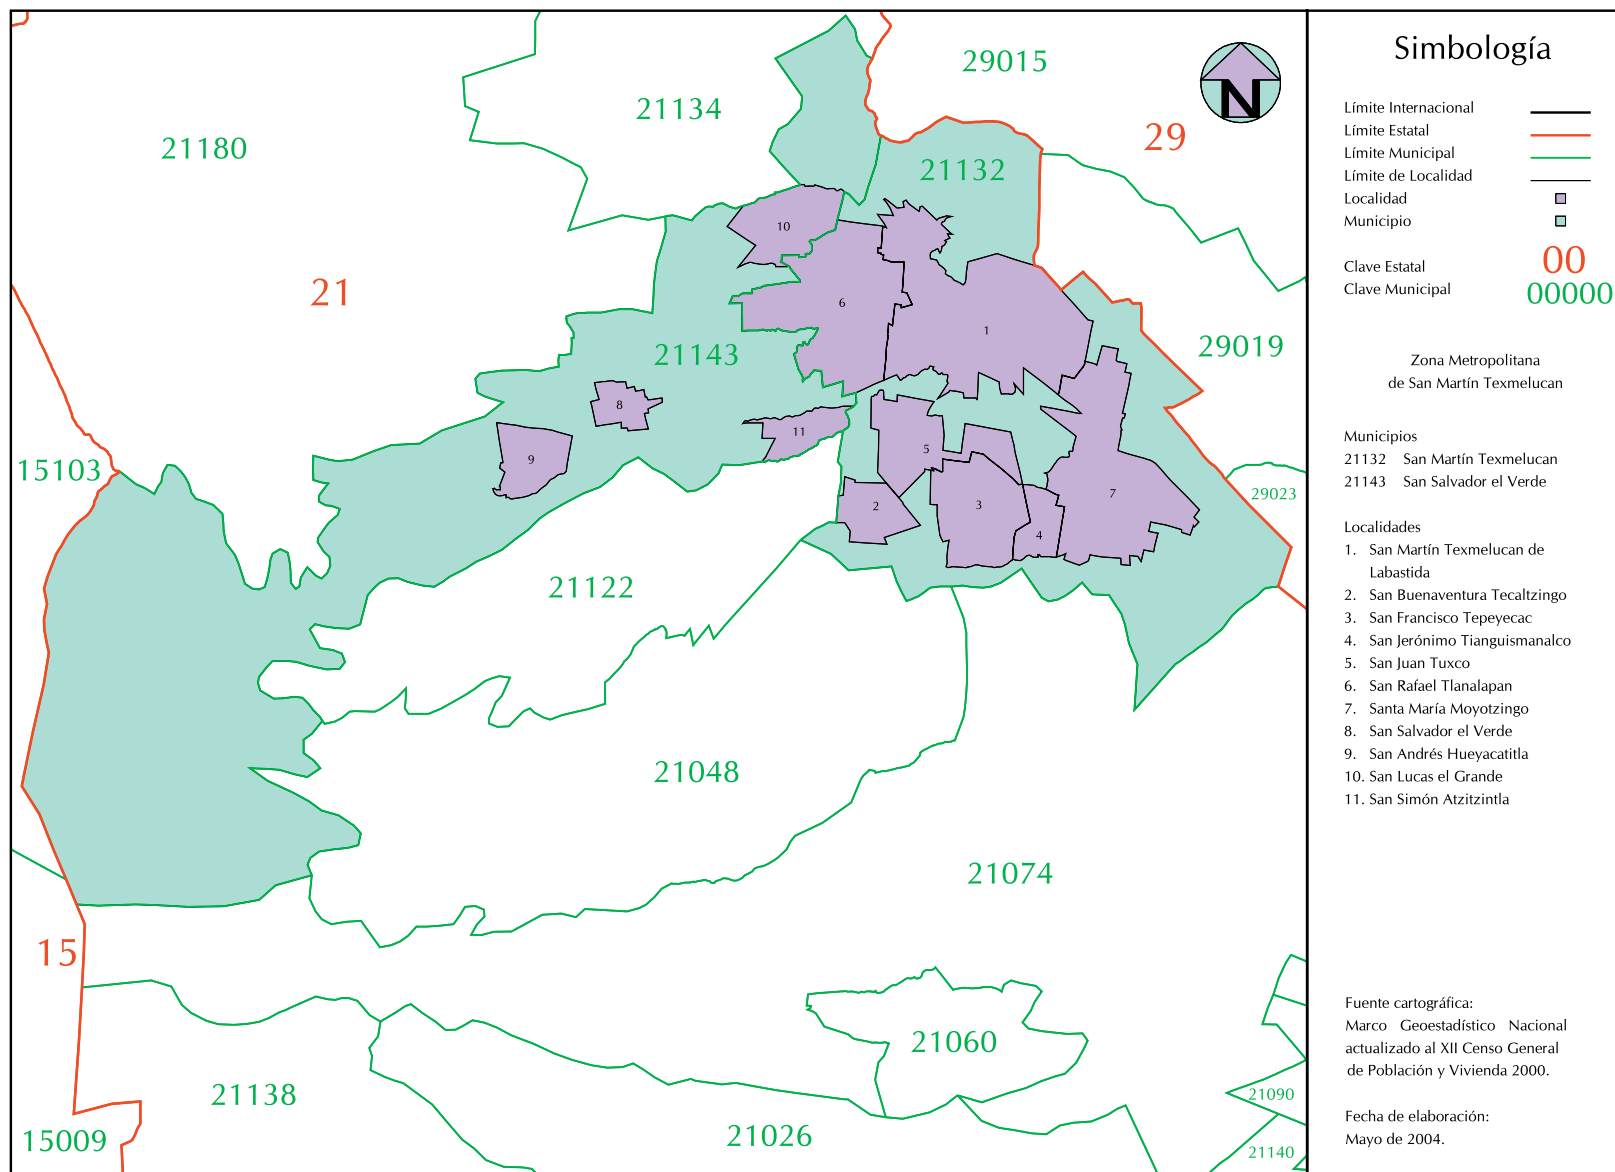 29015
21134
29
21180
21132
10
21
6
1
21143
29019
8
11
5
9
15103
7
29023
2
3
4
21122
21048
21074
15
21060
21138
21090
21026
15009
21140
N
Simbología
Límite Internacional
Límite Estatal
Límite Municipal
Límite de Localidad
Localidad
Municipio
Clave Estatal 00
Clave Municipal 00000
Zona Metropolitana
de San Martín Texmelucan
Municipios
21132 San Martín Texmelucan
21143 San Salvador el Verde
Localidades
1. San Martín Texmelucan de
Labastida
2. San Buenaventura Tecaltzingo
3. San Francisco Tepeyecac
4. San Jerónimo Tianguismanalco
5. San Juan Tuxco
6. San Rafael Tlanalapan
7. Santa María Moyotzingo
8. San Salvador el Verde
9. San Andrés Hueyacatitla
10. San Lucas el Grande
11. San Simón Atzitzintla
Fuente cartográfica:
Marco Geoestadístico Nacional
actualizado al XII Censo General
de Población y Vivienda 2000.
Fecha de elaboración:
Mayo de 2004.